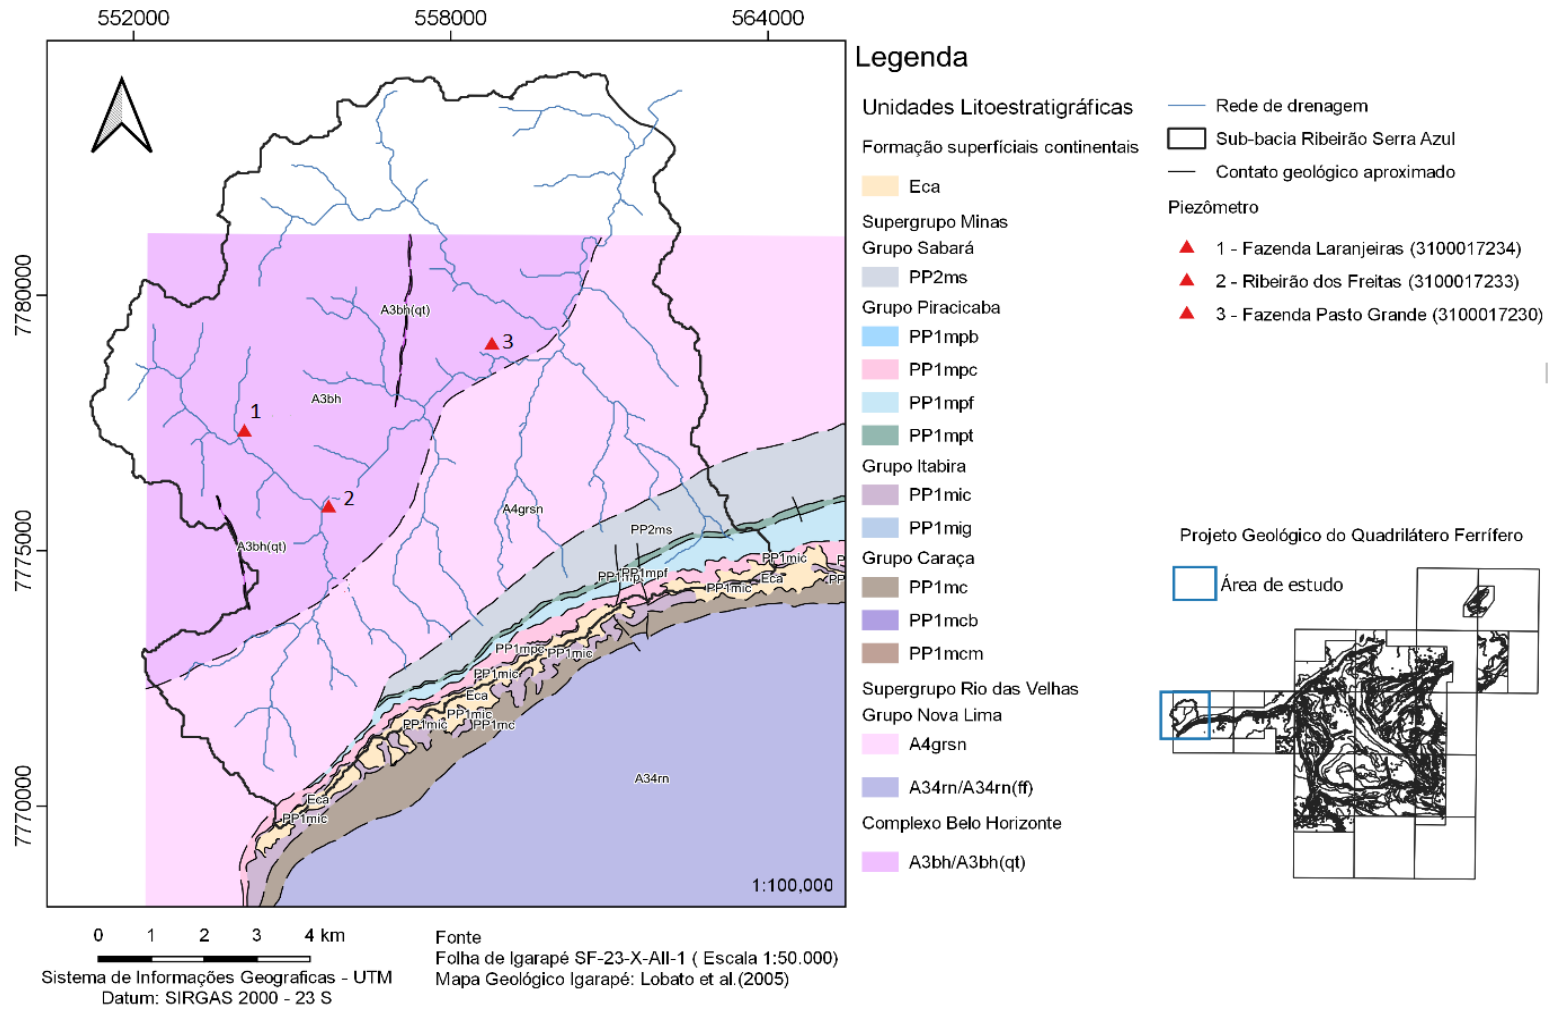 552000
558000
564000
7780000
7775000
7770000
A3bh(qt)
3
A3bh
1
2
A3bh(qt)
A4grsn
PP2ms
PP1mpf
PP1mic
PP1mic
Eca
PP1mpc
PP1mic
PP1mic
Eca
PP1mic
PP1mic
PP1mc
A34rn
Eca
PP1mic
1:100,000
Legenda
Unidades Litoestratigráficas
Formação superfíciais continentais
Eca
Supergrupo Minas
Grupo Sabará
PP2ms
Grupo Piracicaba
PP1mpb
PP1mpc
PP1mpf
PP1mpt
Grupo Itabira
PP1mic
PP1mig
Grupo Caraça
PP1mc
PP1mcb
PP1mcm
Supergrupo Rio das Velhas
Grupo Nova Lima
A4grsn
A34rn/A34rn(ff)
Complexo Belo Horizonte
A3bh/A3bh(qt)
Rede de drenagem
Sub-bacia Ribeirão Serra Azul
Contato geológico aproximado
Piezômetro
1 - Fazenda Laranjeiras (3100017234)
2 - Ribeirão dos Freitas (3100017233)
3 - Fazenda Pasto Grande (3100017230)
Projeto Geológico do Quadrilátero Ferrífero
Área de estudo
0 1 2 3 4 km
Sistema de Informações Geograficas - UTM
Datum: SIRGAS 2000 - 23 S
Fonte
Folha de Igarapé SF-23-X-AII-1 ( Escala 1:50.000)
Mapa Geológico Igarapé: Lobato et al.(2005)